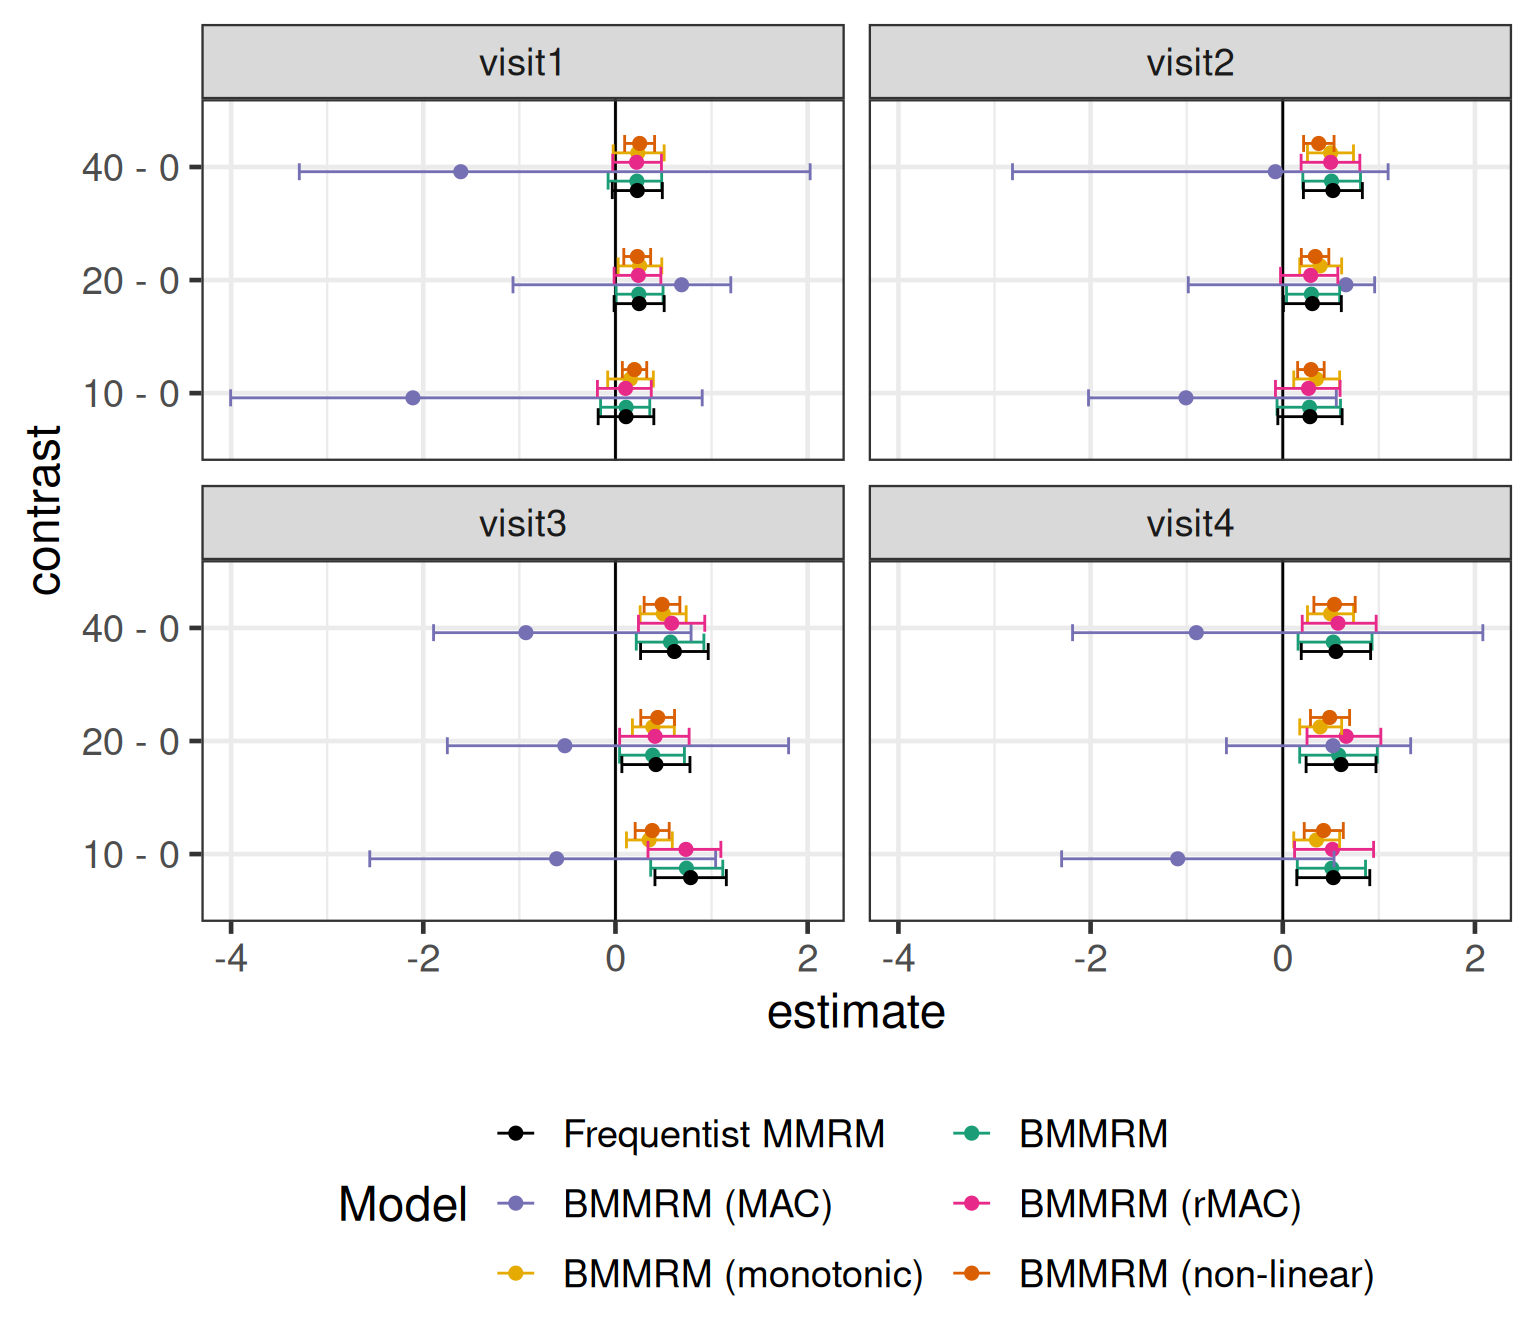 visit1
visit2
40 - 0
20 - 0
10 - 0
contrast
visit3
visit4
40 - 0
20 - 0
10 - 0
-4 -2 0 2
-4 -2 0 2
estimate
Model
Frequentist MMRM
BMMRM
BMMRM (MAC)
BMMRM (rMAC)
BMMRM (monotonic)
BMMRM (non-linear)